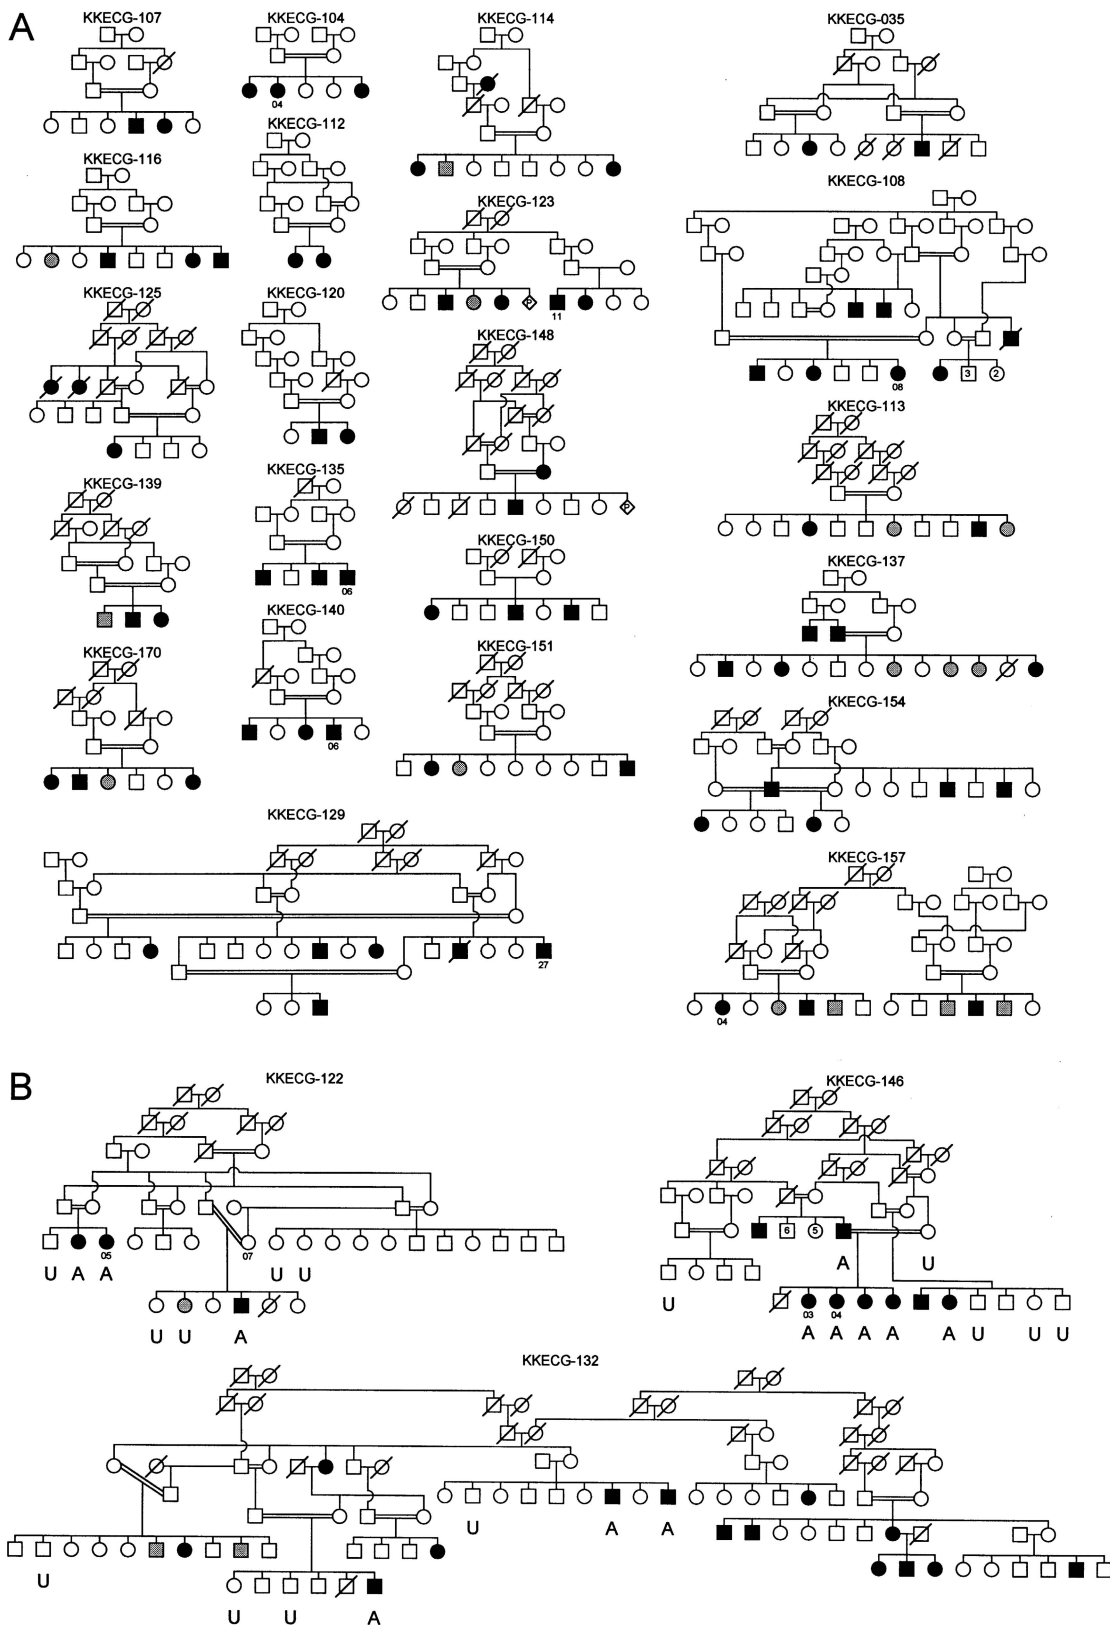 A
KKECG-107
KKECG-104
KKECG-114
KKECG-035
04
KKECG-112
KKECG-116
KKECG-108
KKECG-123
P
11
KKECG-125
KKECG-120
KKECG-148
08
3
2
KKECG-113
KKECG-135
KKECG-139
P
06
KKECG-150
KKECG-137
KKECG-140
KKECG-170
KKECG-151
06
KKECG-154
KKECG-129
KKECG-157
27
04
B
KKECG-122
KKECG-146
05
07
6
5
U A A
U U
A
U
U U A
U
03
04
A A A A A U U U
KKECG-132
U A A
U
U U A